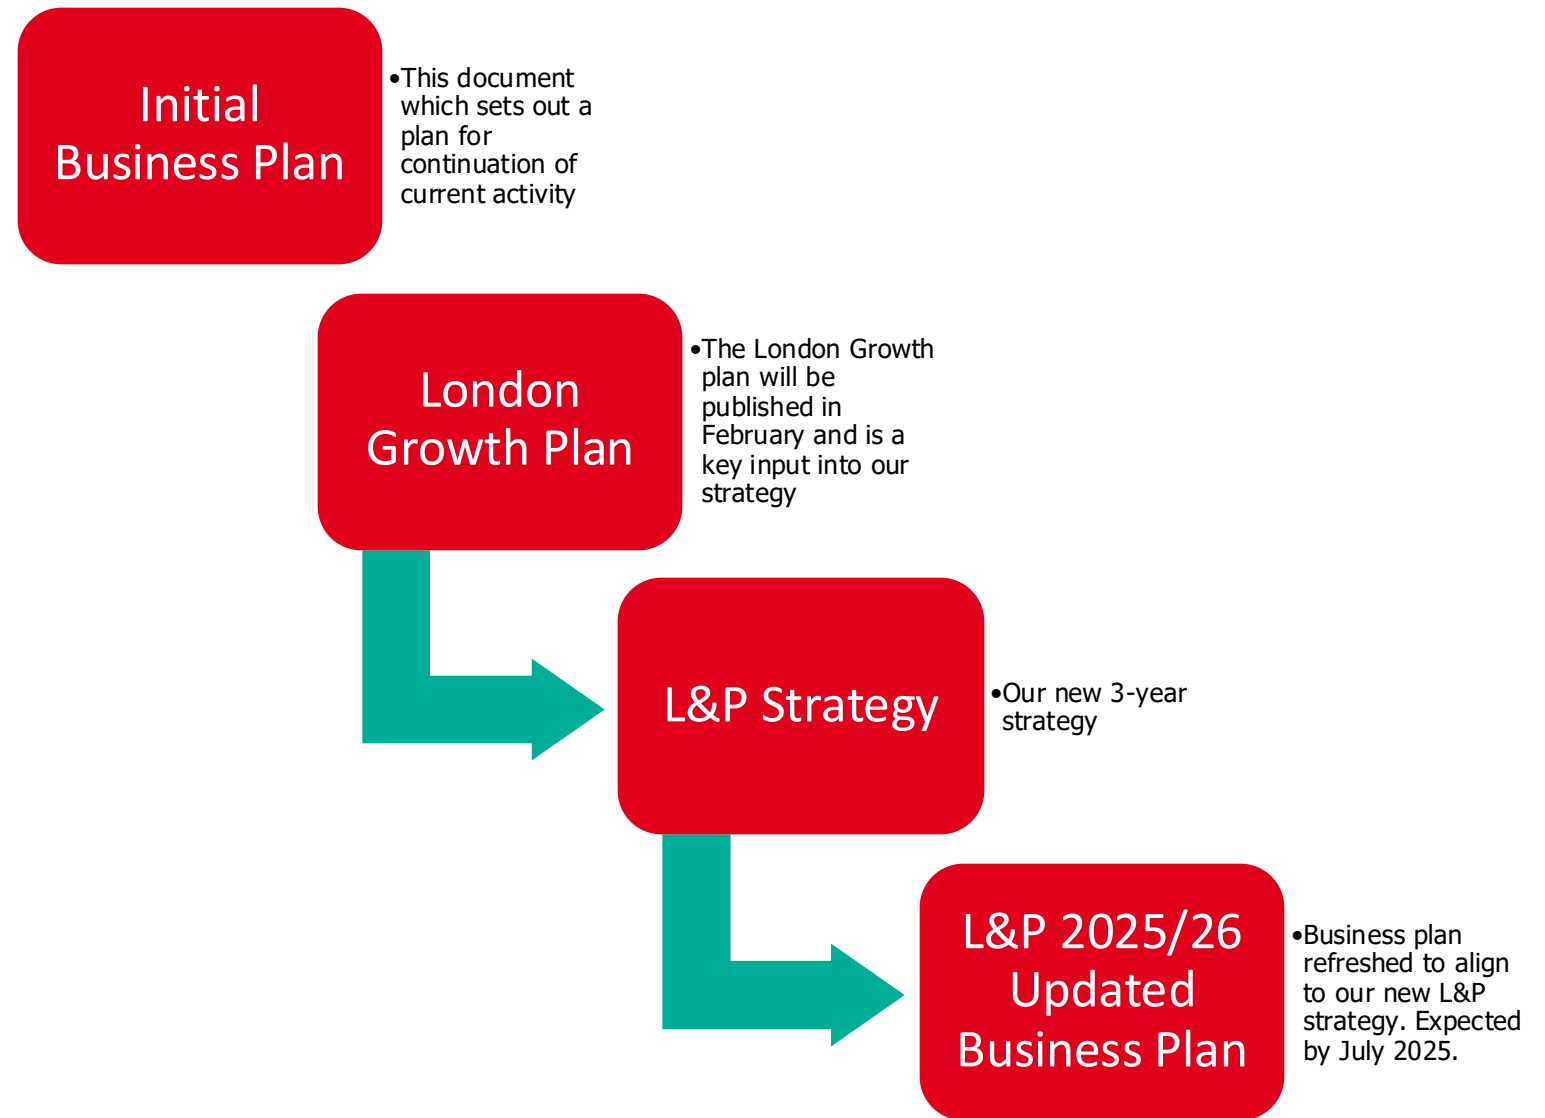 Initial
Business Plan
•This document
which sets out a
plan for
continuation of
current activity
London
Growth Plan
•The London Growth
plan will be
published in
February and is a
key input into our
strategy
L&P Strategy
•Our new 3-year
strategy
L&P 2025/26
Updated
Business Plan
•Business plan
refreshed to align
to our new L&P
strategy. Expected
by July 2025.